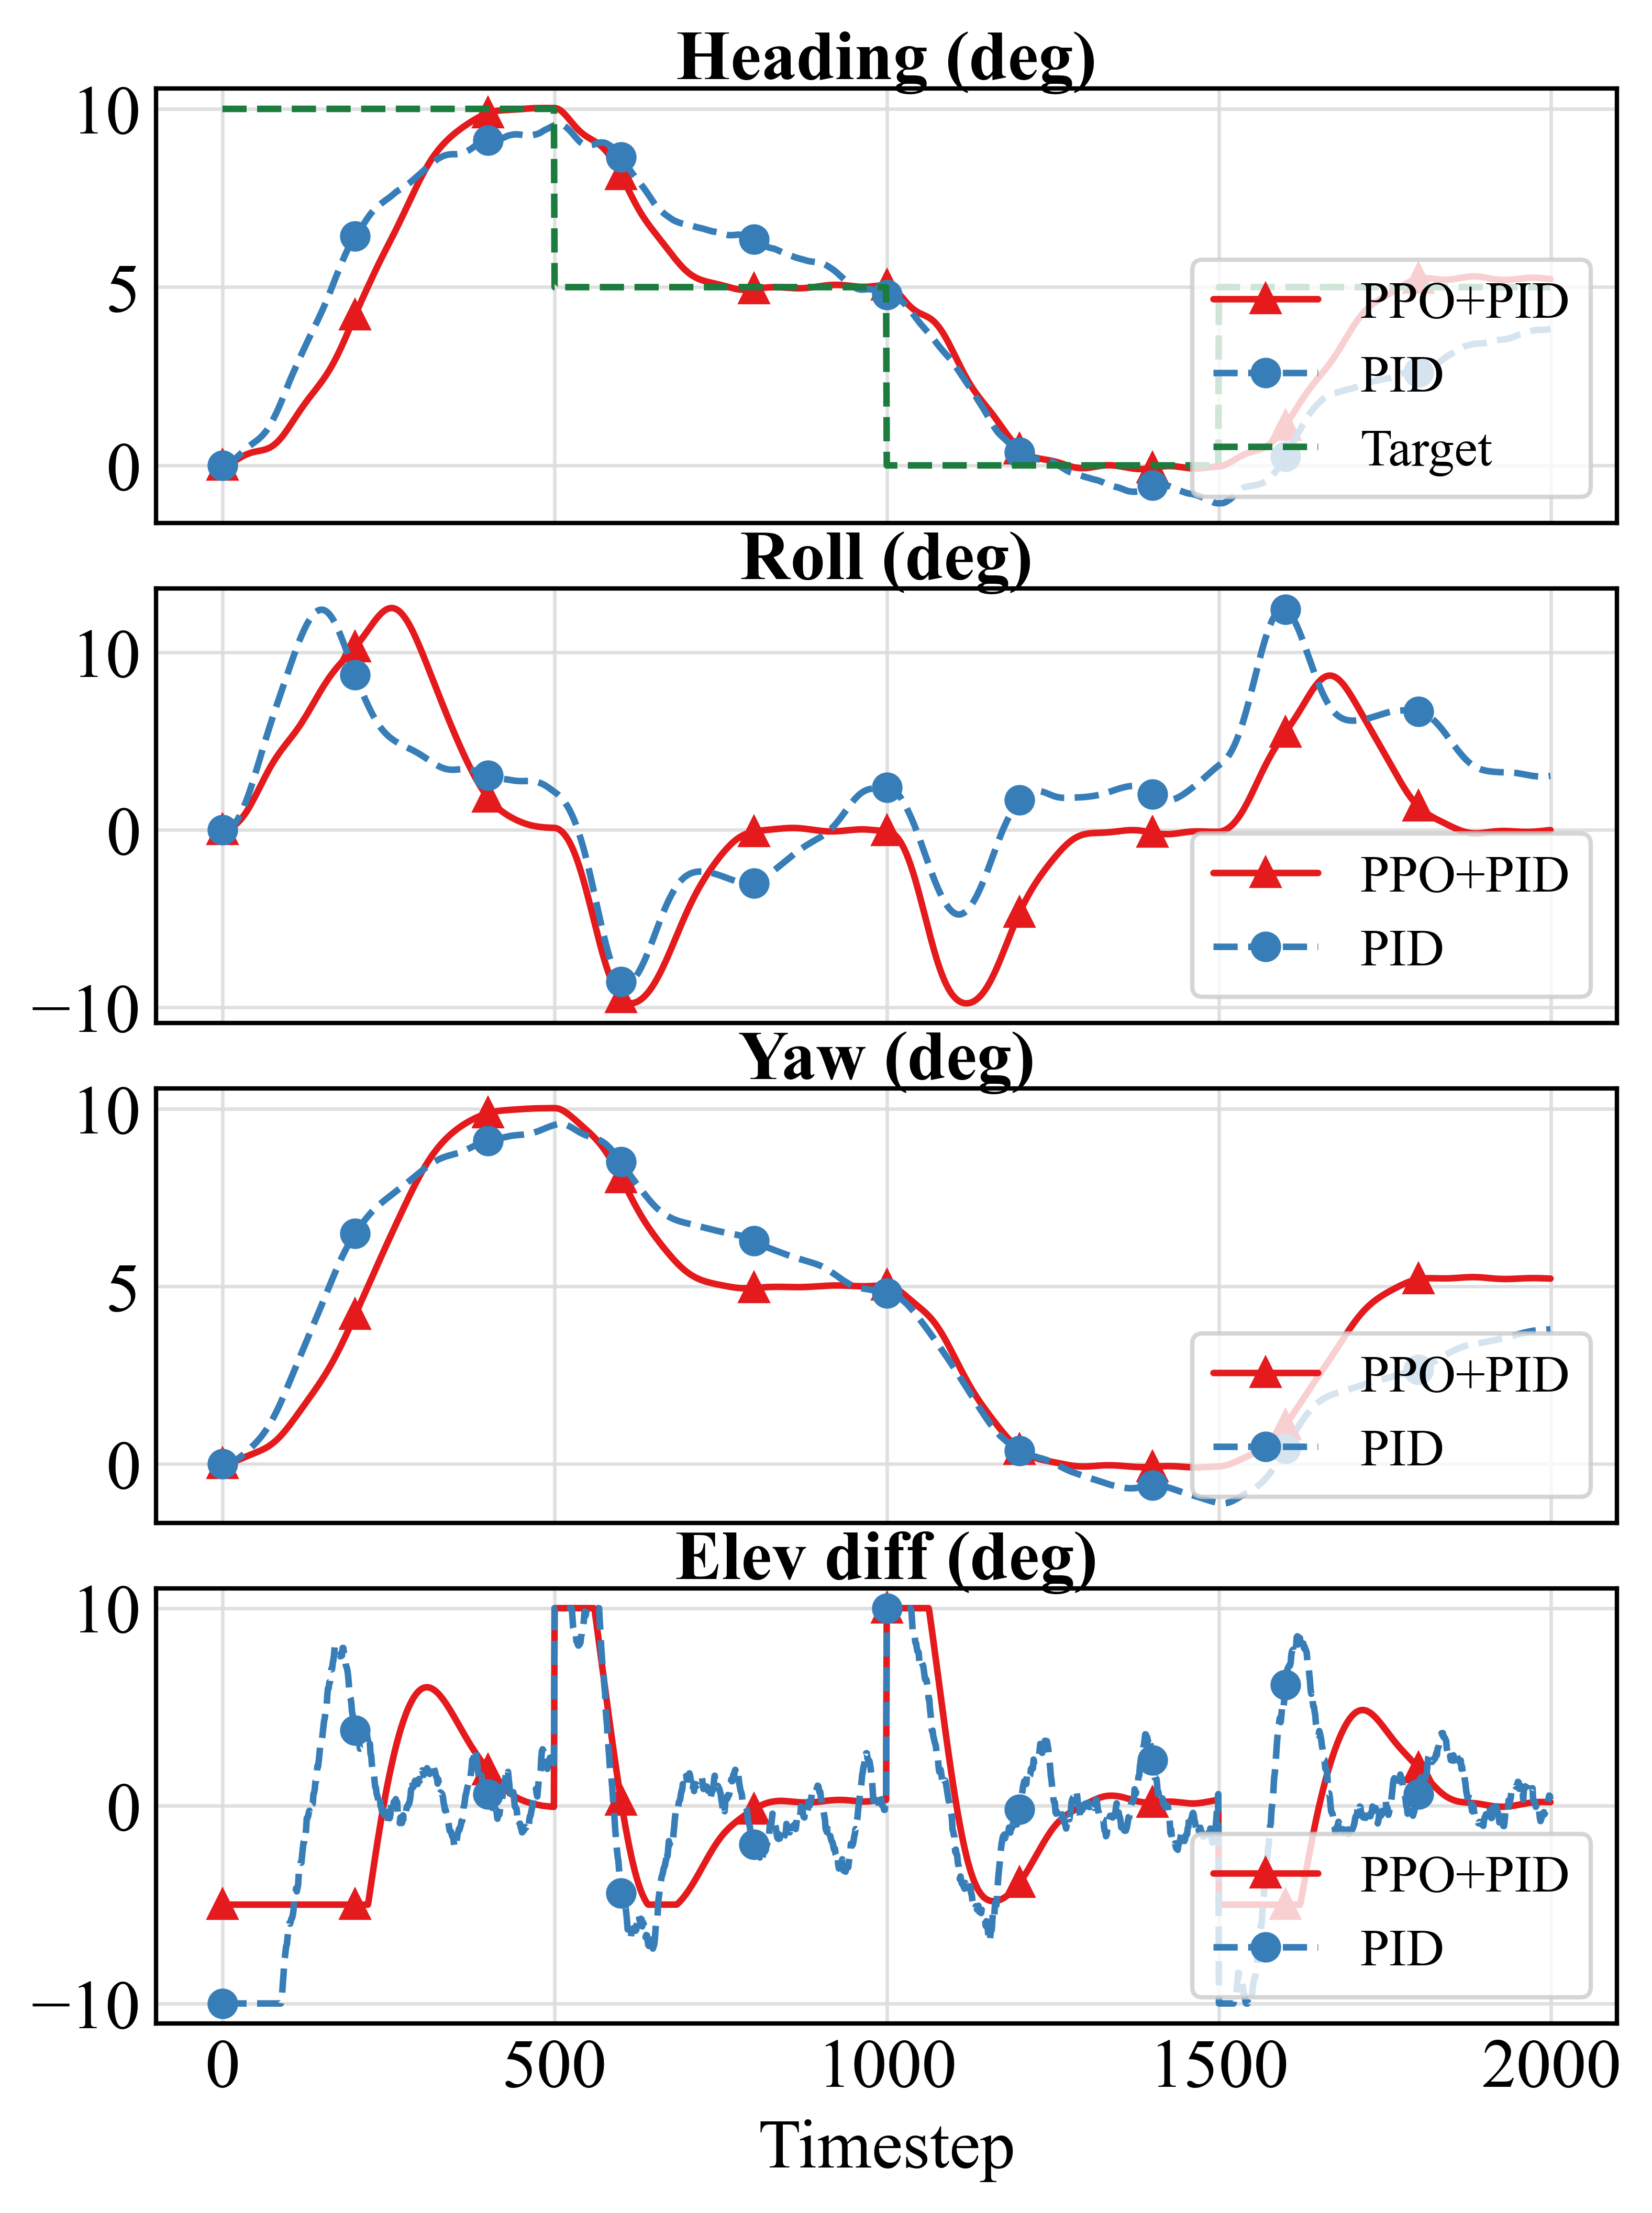 Heading (deg)
10
5
0
PPO+PID
PID
Target
Roll (deg)
10
0
−10
PPO+PID
PID
Yaw (deg)
10
5
0
PPO+PID
PID
Elev diff (deg)
10
0
−10
PPO+PID
PID
0 500 1000 1500 2000
Timestep